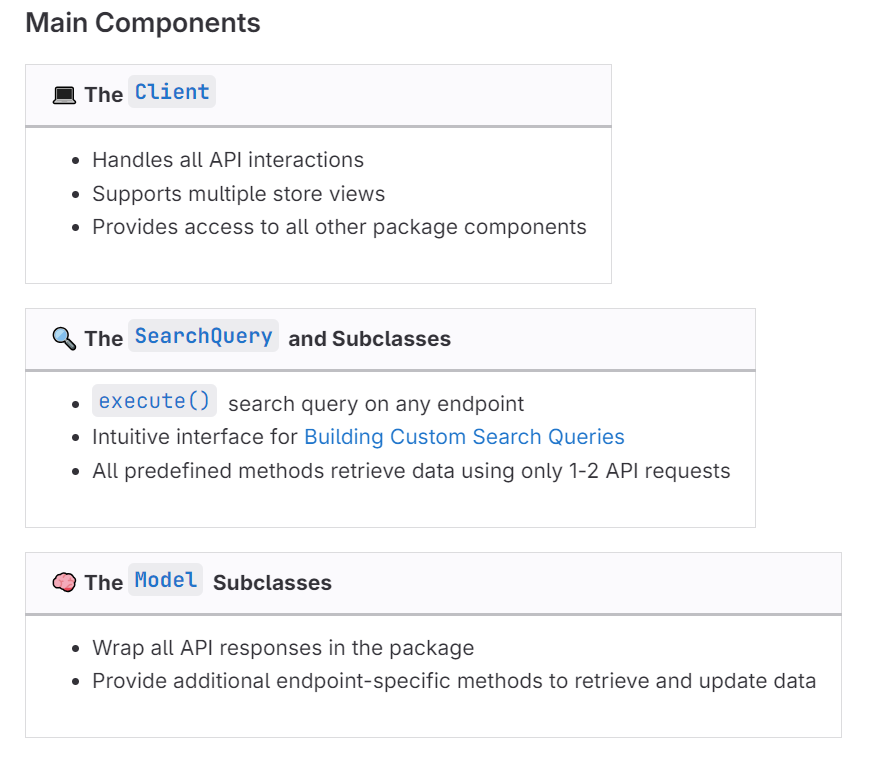 Main Components
💻 The Client
• Handles all API interactions
• Supports multiple store views
• Provides access to all other package components
🔍 The SearchQuery and Subclasses
• execute() search query on any endpoint
• Intuitive interface for Building Custom Search Queries
• All predefined methods retrieve data using only 1-2 API requests
🧠 The Model Subclasses
• Wrap all API responses in the package
• Provide additional endpoint-specific methods to retrieve and update data